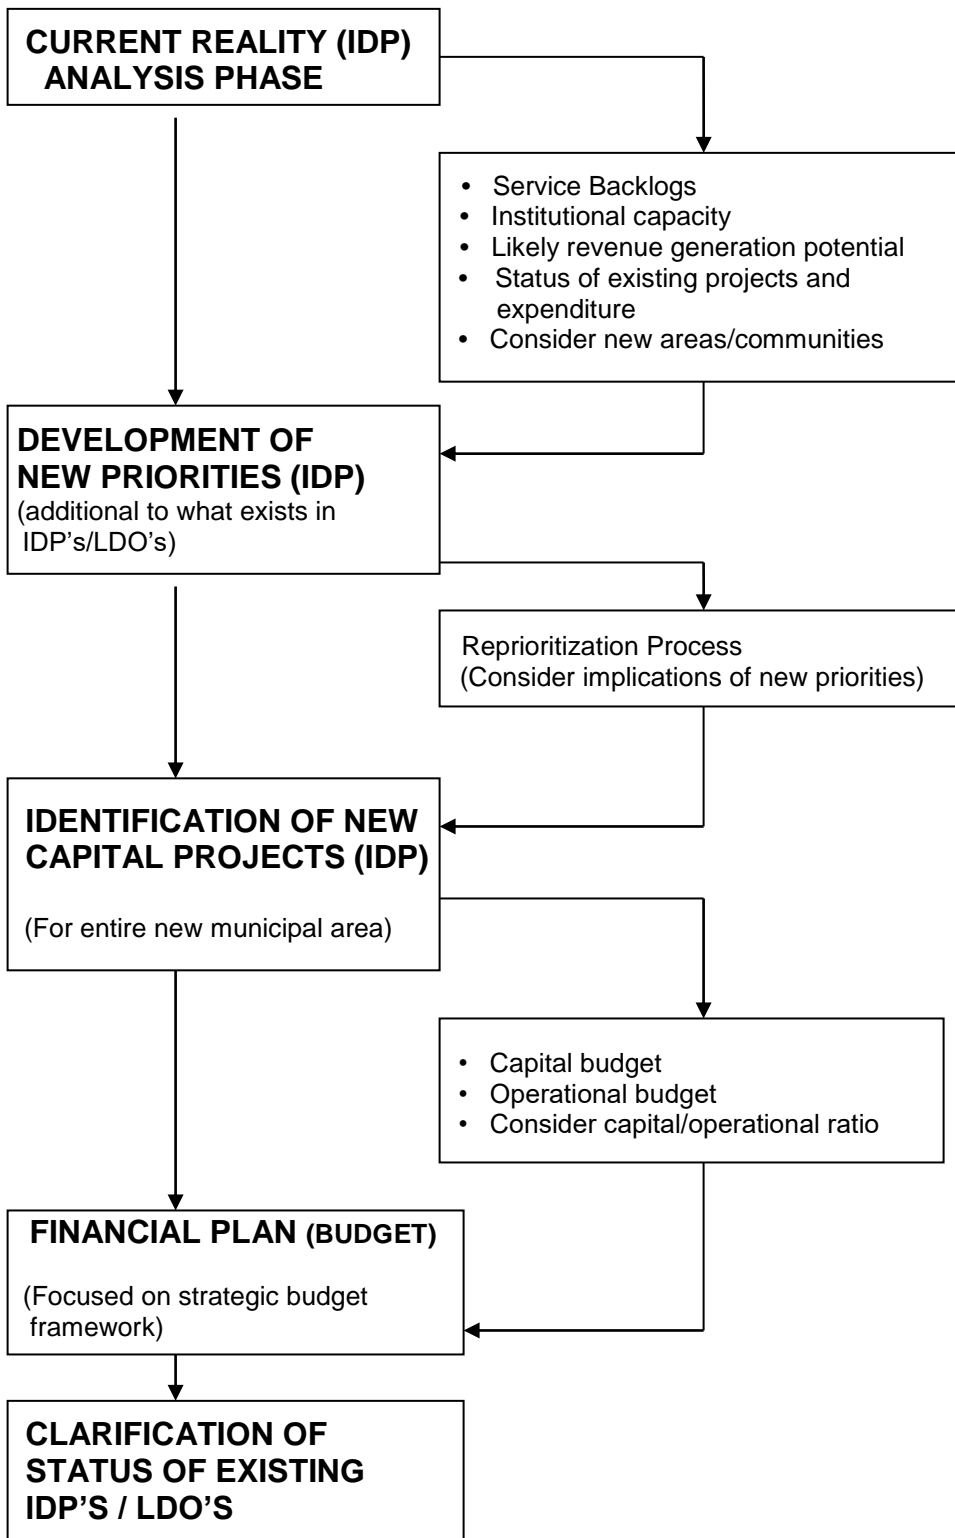 CURRENT REALITY (IDP)
ANALYSIS PHASE
• Service Backlogs
• Institutional capacity
• Likely revenue generation potential
• Status of existing projects and
expenditure
• Consider new areas/communities
DEVELOPMENT OF
NEW PRIORITIES (IDP)
(additional to what exists in
IDP's/LDO's)
Reprioritization Process
(Consider implications of new priorities)
IDENTIFICATION OF NEW
CAPITAL PROJECTS (IDP)
(For entire new municipal area)
• Capital budget
• Operational budget
• Consider capital/operational ratio
FINANCIAL PLAN (BUDGET)
(Focused on strategic budget
framework)
CLARIFICATION OF
STATUS OF EXISTING
IDP'S / LDO'S